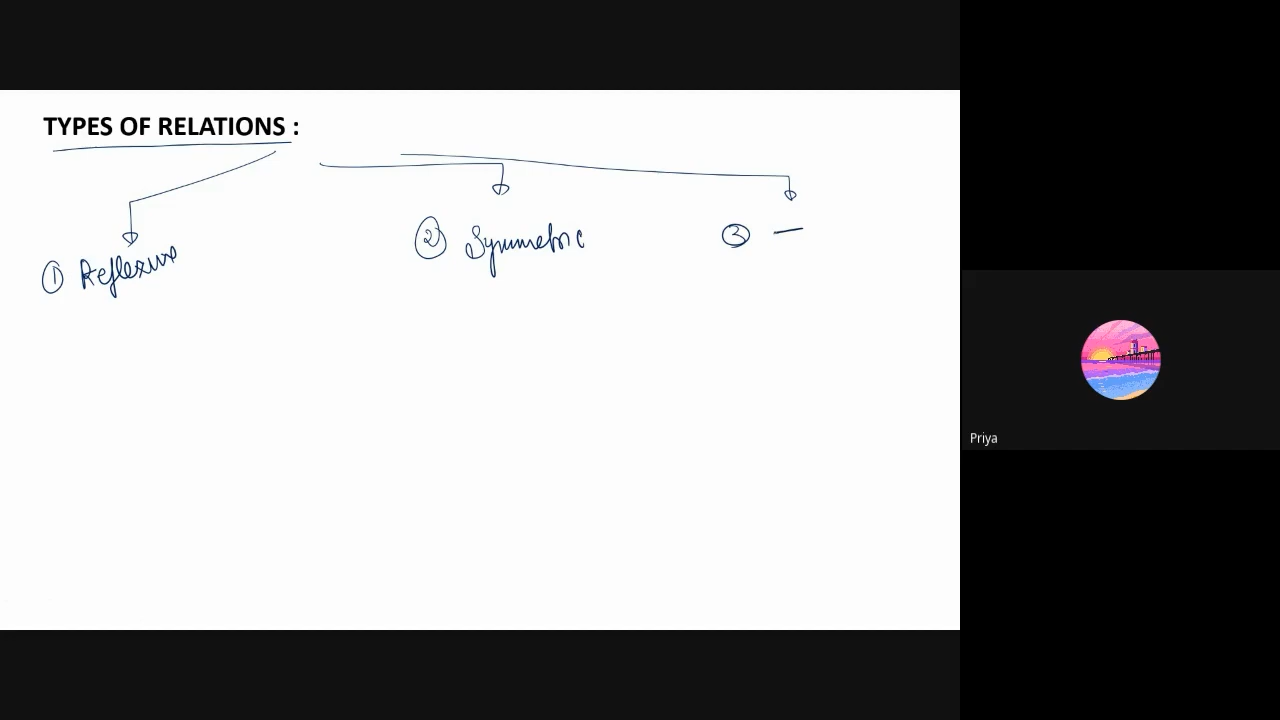 TYPES OF RELATIONS :
① Reflexive
② Symmetric
③ —
Priya